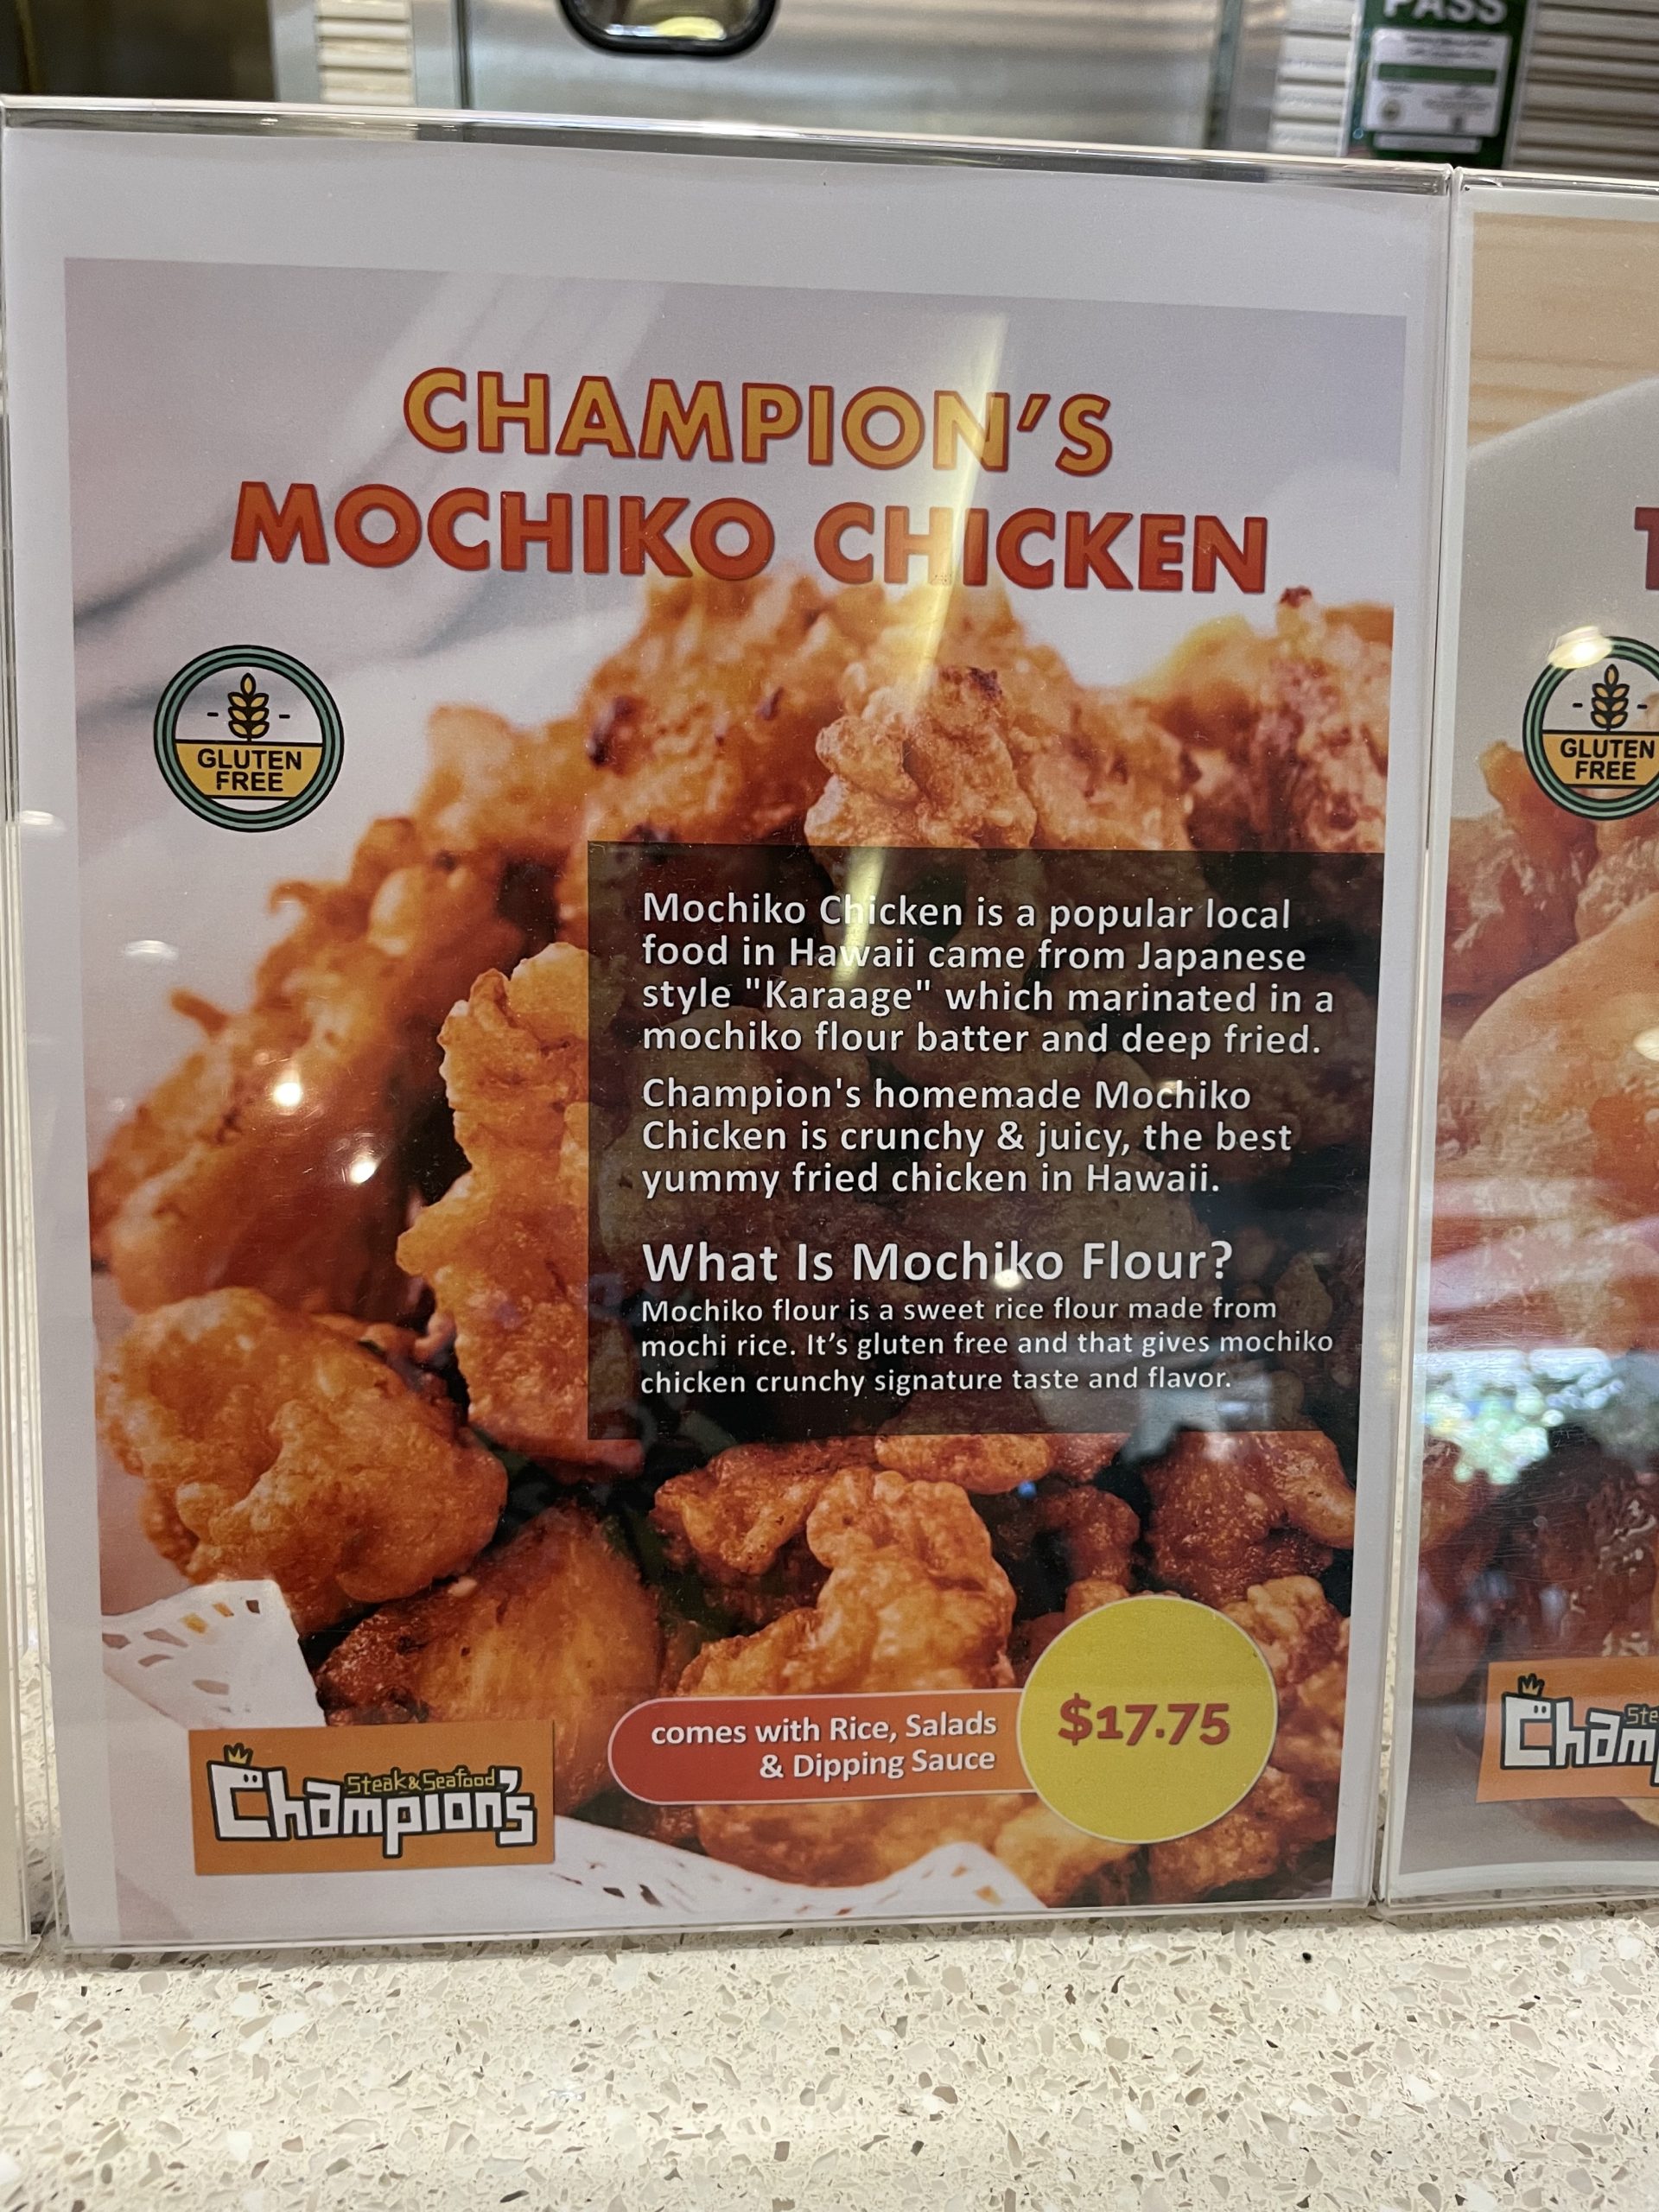 PASS
CHAMPION'S
MOCHIKO CHICKEN
GLUTEN
FREE
Mochiko Chicken is a popular local
food in Hawaii came from Japanese
style "Karaage" which marinated in a
mochiko flour batter and deep fried.
Champion's homemade Mochiko
Chicken is crunchy & juicy, the best
yummy fried chicken in Hawaii.
What Is Mochiko Flour?
Mochiko flour is a sweet rice flour made from
mochi rice. It’s gluten free and that gives mochiko
chicken crunchy signature taste and flavor.
comes with Rice, Salads
& Dipping Sauce
$17.75
Steak & Seafood
Champion's
GLUTEN
FREE
Ste
Cham